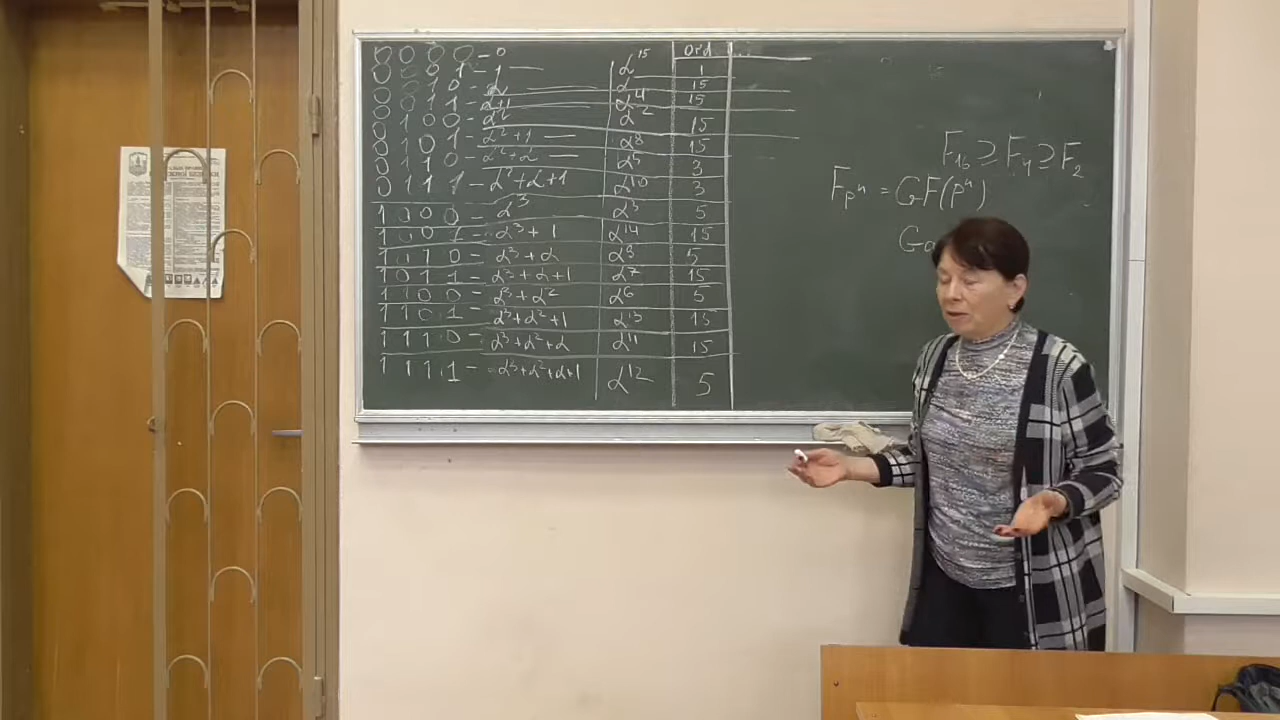 0 0 0 0 - 0
0 0 0 1 - 1 α¹⁵ 1
0 0 1 0 - α α 15
0 0 1 1 - α+1 α⁴ 15
0 1 0 0 - α² α² 15
0 1 0 1 - α²+1 α⁸ 15
0 1 1 0 - α²+α α⁵ 3
0 1 1 1 - α²+α+1 α¹⁰ 3
1 0 0 0 - α³ α³ 5
1 0 0 1 - α³+1 α¹⁴ 15
1 0 1 0 - α³+α α⁹ 5
1 0 1 1 - α³+α+1 α⁷ 15
1 1 0 0 - α³+α² α⁶ 5
1 1 0 1 - α³+α²+1 α¹³ 15
1 1 1 0 - α³+α²+α α¹¹ 15
1 1 1 1 - α³+α²+α+1 α¹² 5
Ord
F₁₆ ≥ F₄ ≥ F₂
F_pⁿ = GF(pⁿ)